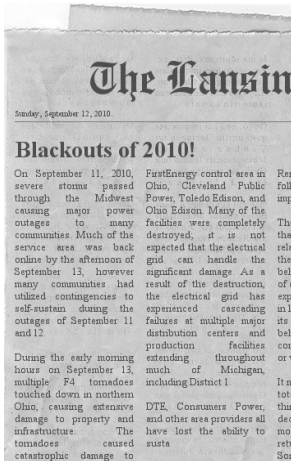 The Lansin
Sunday, September 12, 2010
Blackouts of 2010!
On September 11, 2010,
severe storms passed
through the Midwest
causing major power
outages to many
communities. Much of the
service area was back
online by the afternoon of
September 13, however
many communities had
utilized contingencies to
self-sustain during the
outages of September 11
and 12.
During the early morning
hours on September 13,
multiple F4 tornadoes
touched down in northern
Ohio, causing extensive
damage to property and
infrastructure. The
tornadoes caused
catastrophic damage to
FirstEnergy control area in
Ohio, Cleveland Public
Power, Toledo Edison, and
Ohio Edison. Many of the
facilities were completely
destroyed; it is not
expected that the electrical
grid can handle the
significant damage. As a
result of the destruction,
the electrical grid has
experienced cascading
failures at multiple major
distribution centers and
production facilities
extending throughout
much of Michigan,
including District 1.
DTE, Consumers Power,
and other area providers all
have lost the ability to
susta